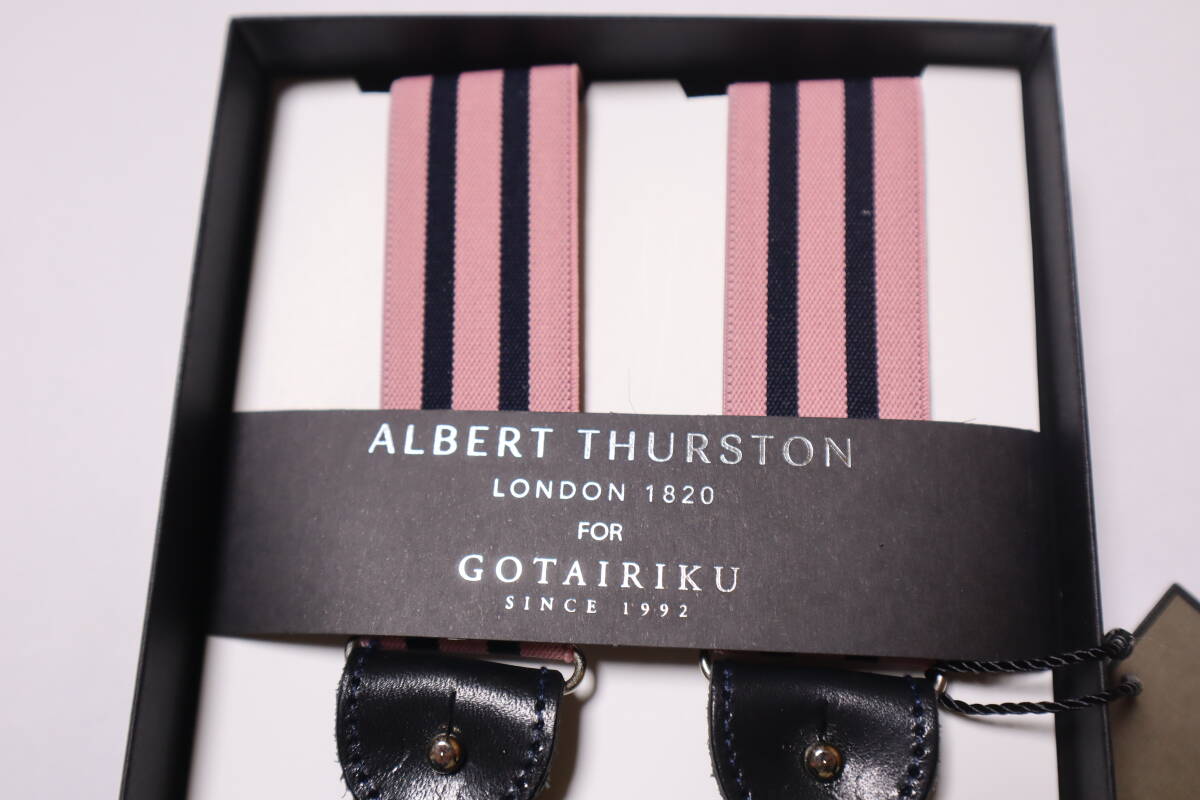 ALBERT THURSTON
LONDON 1820
FOR
GOTAIRIKU
SINCE 1992